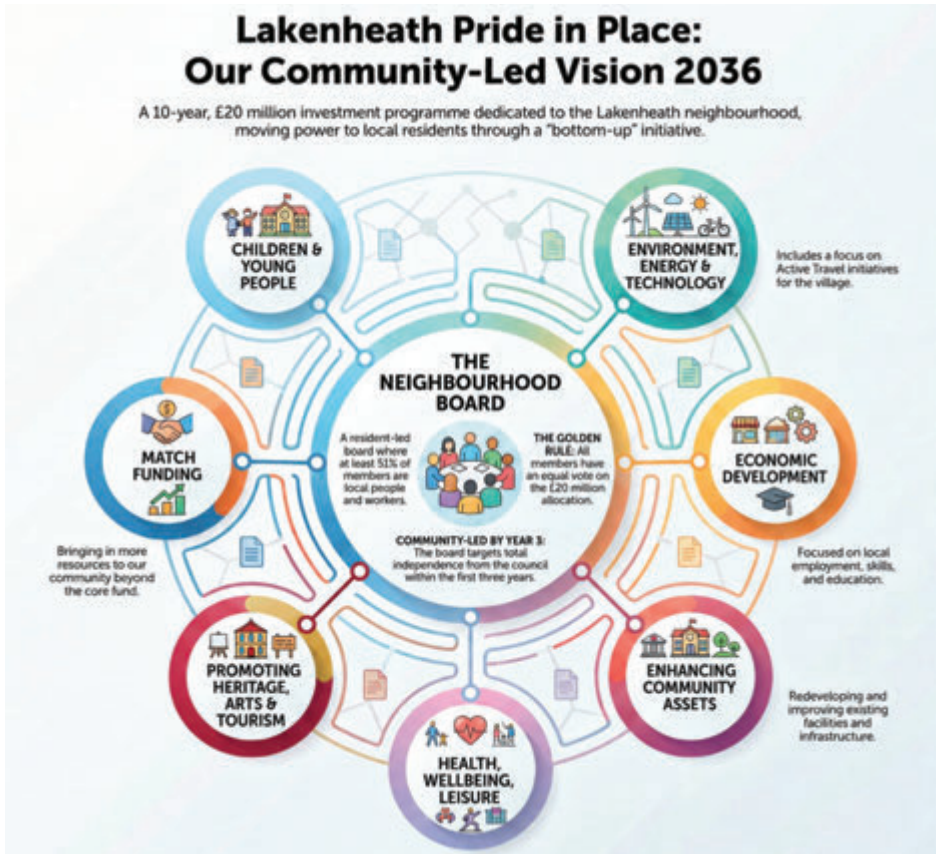 Lakenheath Pride in Place:
Our Community-Led Vision 2036
A 10-year, £20 million investment programme dedicated to the Lakenheath neighbourhood,
moving power to local residents through a "bottom-up" initiative.
CHILDREN &
YOUNG
PEOPLE
ENVIRONMENT,
ENERGY &
TECHNOLOGY
Includes a focus on
Active Travel initiatives
for the village.
THE
NEIGHBOURHOOD
BOARD
A resident-led
board where
at least 51% of
members are
local people
and workers.
THE GOLDEN
RULE: All
members have
an equal vote on
the £20 million
allocation.
COMMUNITY-LED BY YEAR 3:
The board targets total
independence from the council
within the first three years.
MATCH
FUNDING
Bringing in more
resources to our
community beyond
the core fund.
ECONOMIC
DEVELOPMENT
Focused on local
employment, skills,
and education.
PROMOTING
HERITAGE,
ARTS &
TOURISM
ENHANCING
COMMUNITY
ASSETS
Redeveloping and
improving existing
facilities and
infrastructure.
HEALTH,
WELLBEING,
LEISURE